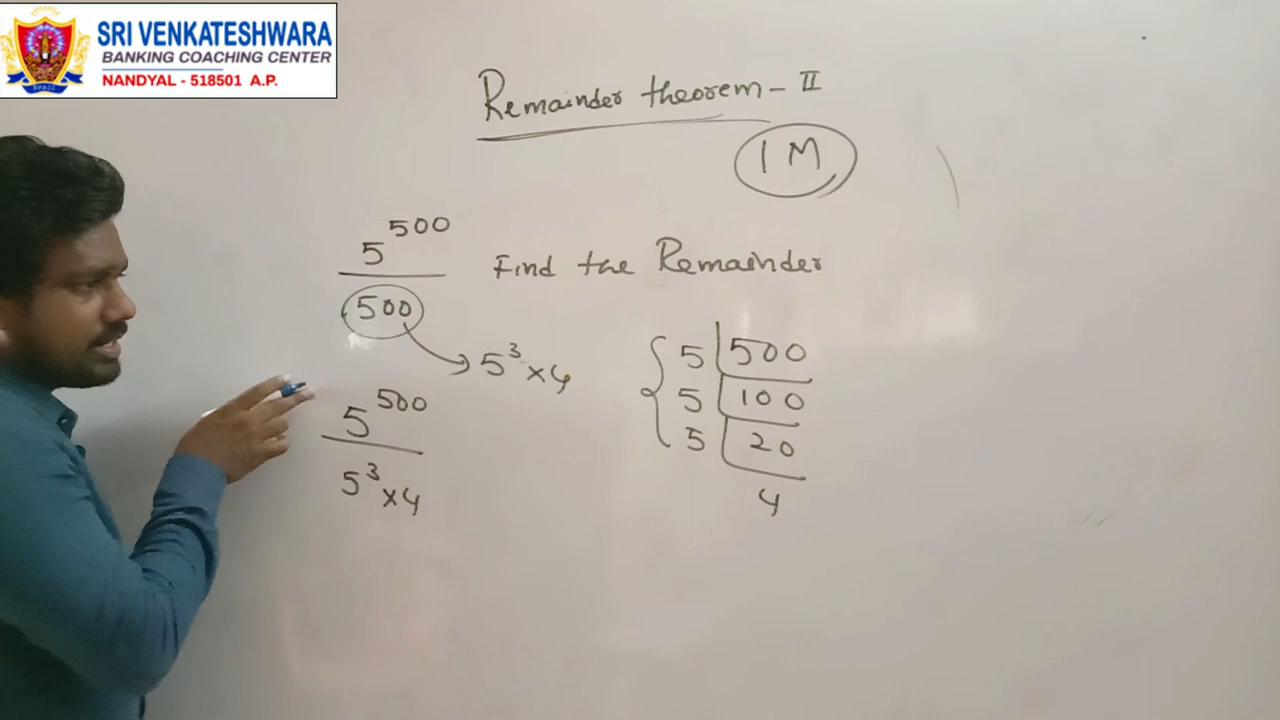 SRI VENKATESHWARA
BANKING COACHING CENTER
NANDYAL - 518501 A.P.
Remainder theorem - II
1 M
5^500
500
Find the Remainder
5^3 x 4
5 | 500
5 | 100
5 | 20
4
5^500
5^3 x 4